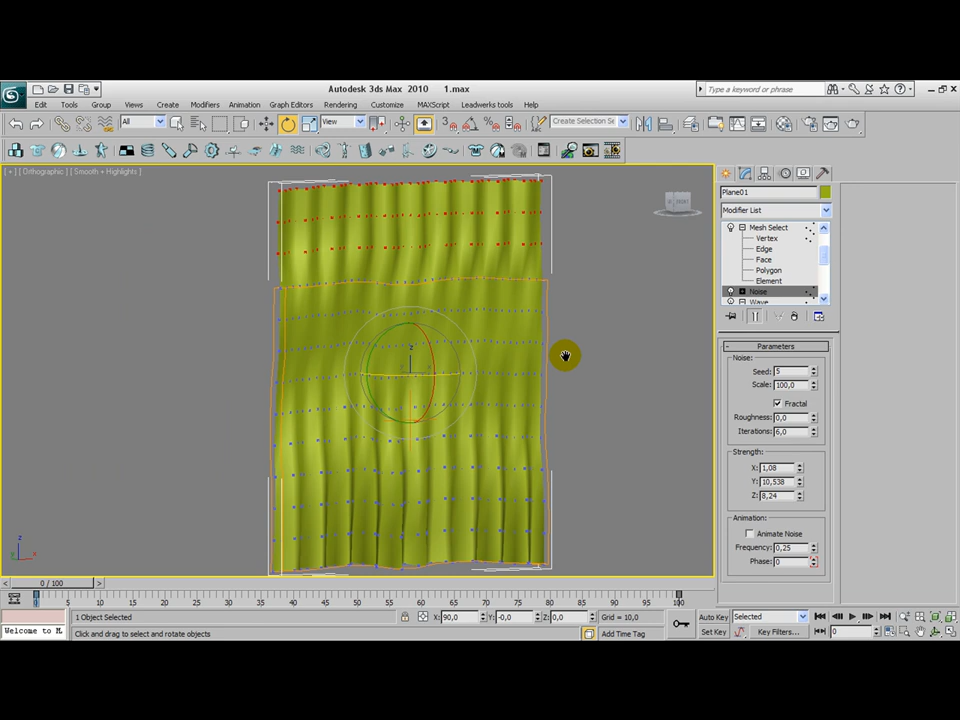 Autodesk 3ds Max 2010 1.max
Type a keyword or phrase
Edit Tools Group Views Create Modifiers Animation Graph Editors Rendering Customize MAXScript Leadwerks tools Help
All View Create Selection Se
[ + ] [ Orthographic ] [ Smooth + Highlights ]
Plane01
Modifier List
Mesh Select
Vertex
Edge
Face
Polygon
Element
Noise
Wave
Parameters
Noise:
Seed: 5
Scale: 100,0
Fractal
Roughness: 0,0
Iterations: 6,0
Strength:
X: 1,08
Y: 10,538
Z: 8,24
Animation:
Animate Noise
Frequency: 0,25
Phase: 0
z
z
x
< 0 / 100 >
0 5 10 15 20 25 30 35 40 45 50 55 60 65 70 75 80 85 90 95 100
1 Object Selected X: 90,0 Y: -0,0 Z: 0,0 Grid = 10,0 Auto Key Selected
Welcome to M Click and drag to select and rotate objects Add Time Tag Set Key Key Filters... 0